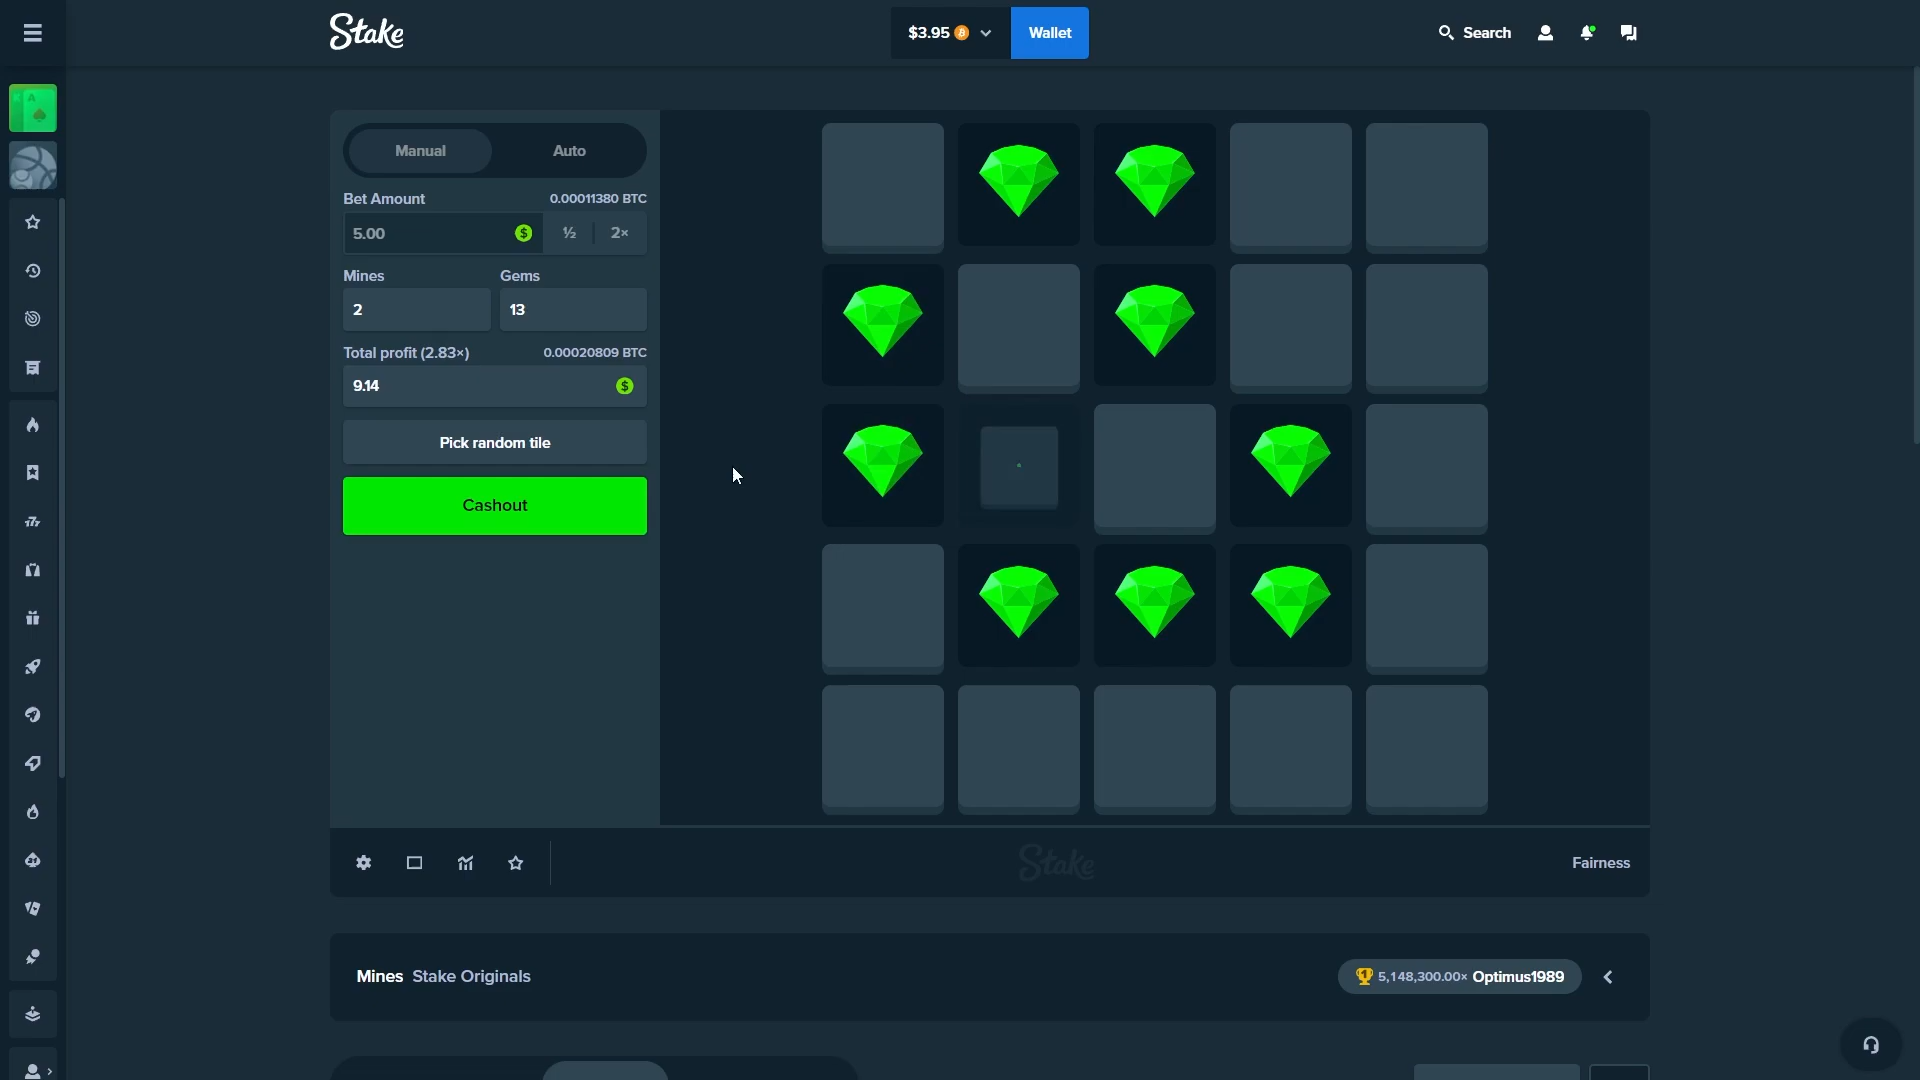 Stake
$3.95
Wallet
Search
K A
Manual Auto
Bet Amount 0.00011380 BTC
5.00 $ ½ 2×
Mines Gems
2 13
Total profit (2.83×) 0.00020809 BTC
9.14 $
Pick random tile
Cashout
Stake
Fairness
Mines Stake Originals
1 5,148,300.00× Optimus1989